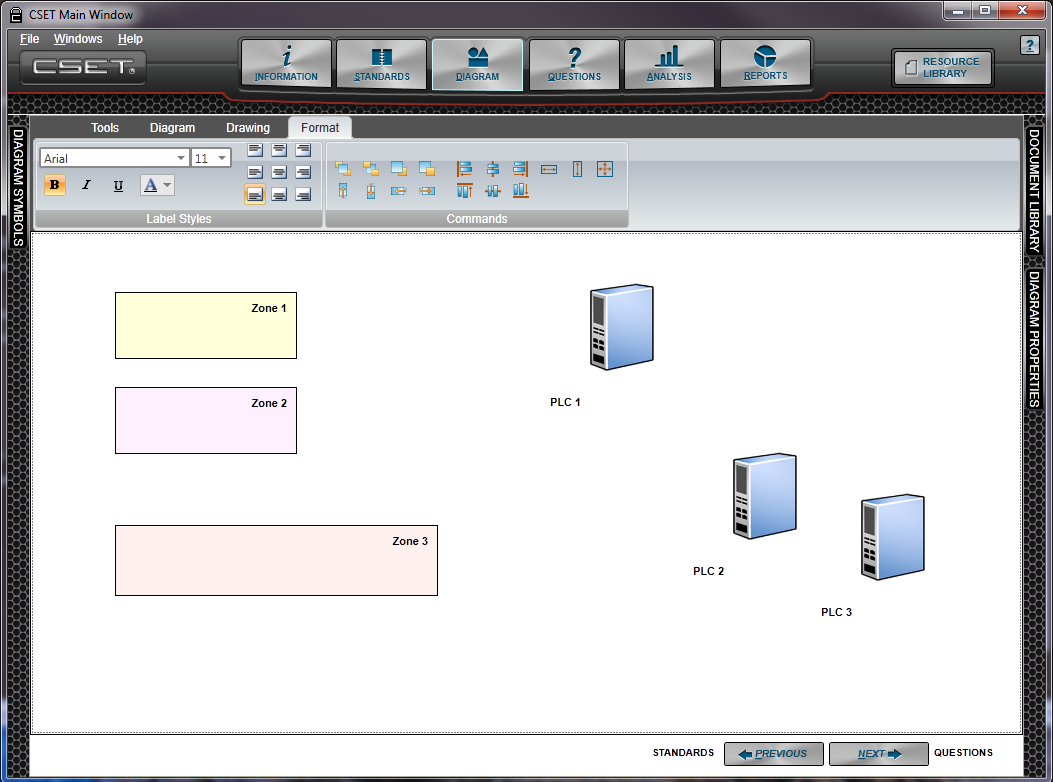 CSET Main Window
File Windows Help
CSET
INFORMATION
STANDARDS
DIAGRAM
QUESTIONS
ANALYSIS
REPORTS
?
RESOURCE
LIBRARY
Tools Diagram Drawing Format
Arial 11
B I U A
Label Styles
Commands
DIAGRAM SYMBOLS
DOCUMENT LIBRARY
DIAGRAM PROPERTIES
Zone 1
Zone 2
Zone 3
PLC 1
PLC 2
PLC 3
STANDARDS PREVIOUS NEXT QUESTIONS